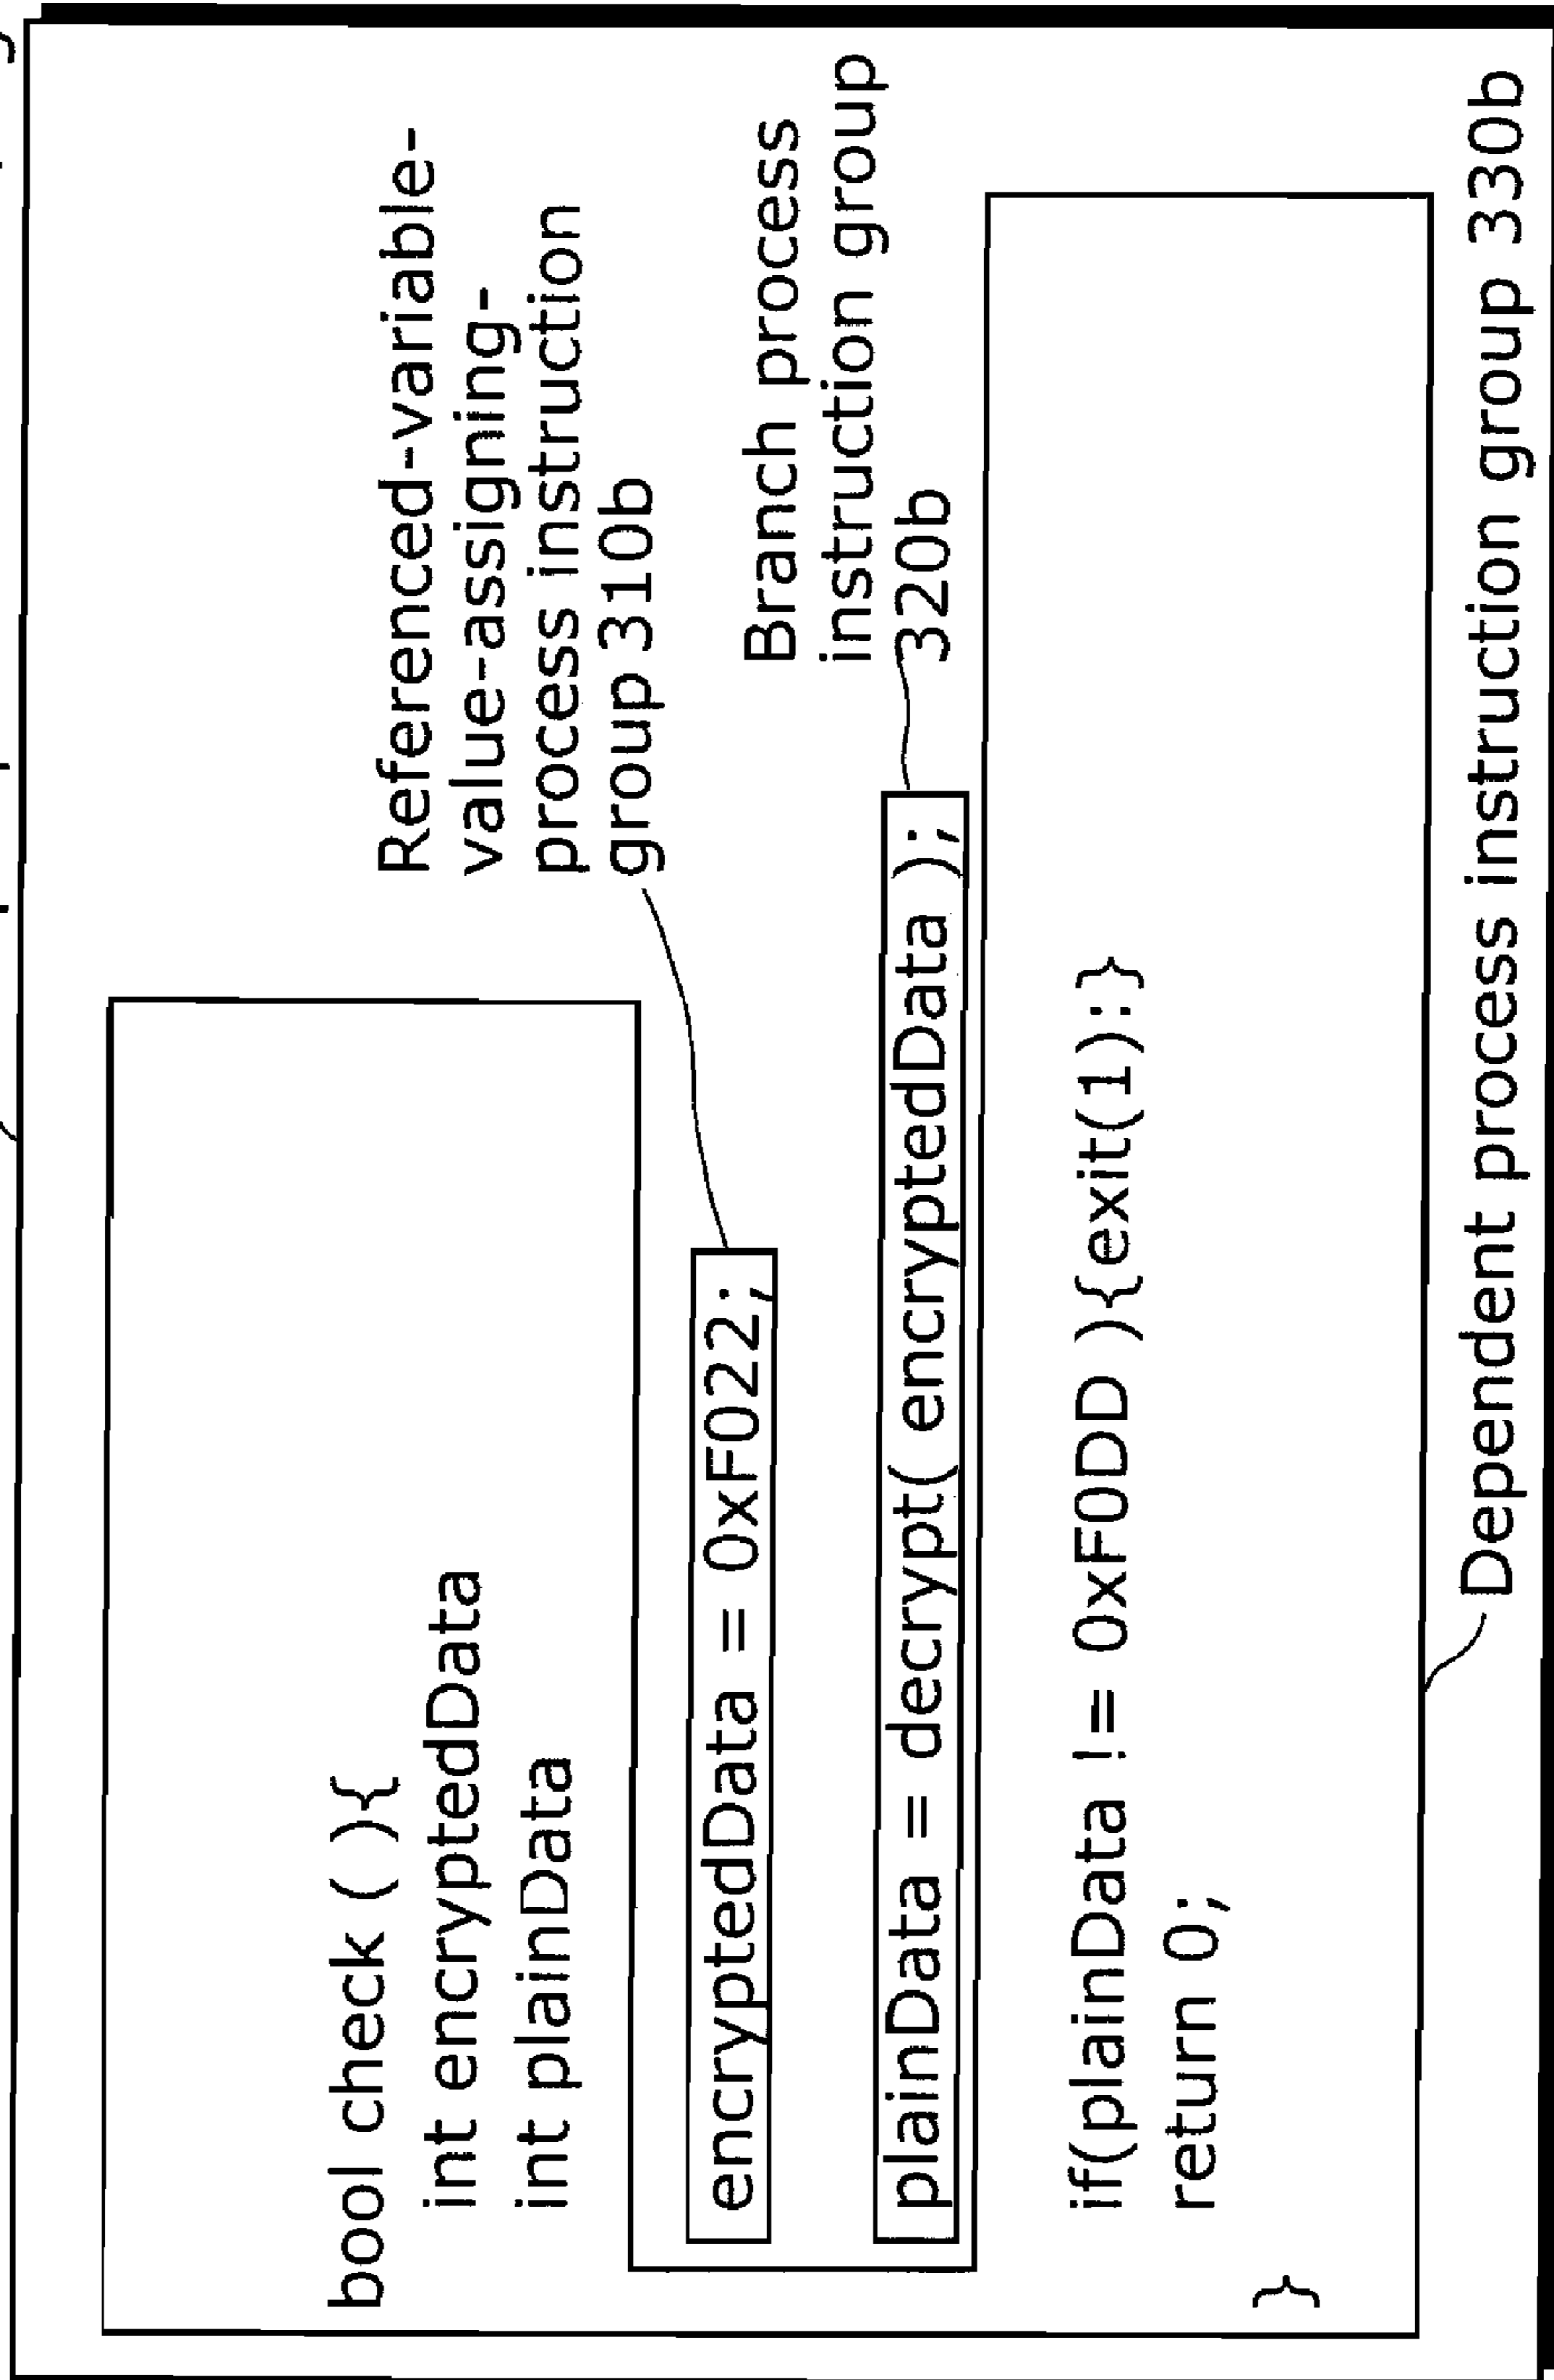 bool check ( ){
int encryptedData
int plainData
Referenced-variable-
value-assigning-
process instruction
group 310b
encryptedData = 0xF022;
Branch process
instruction group
320b
plainData = decrypt( encryptedData );
if(plainData != 0xF0DD ){exit(1);}
return 0;
}
Dependent process instruction group 330b